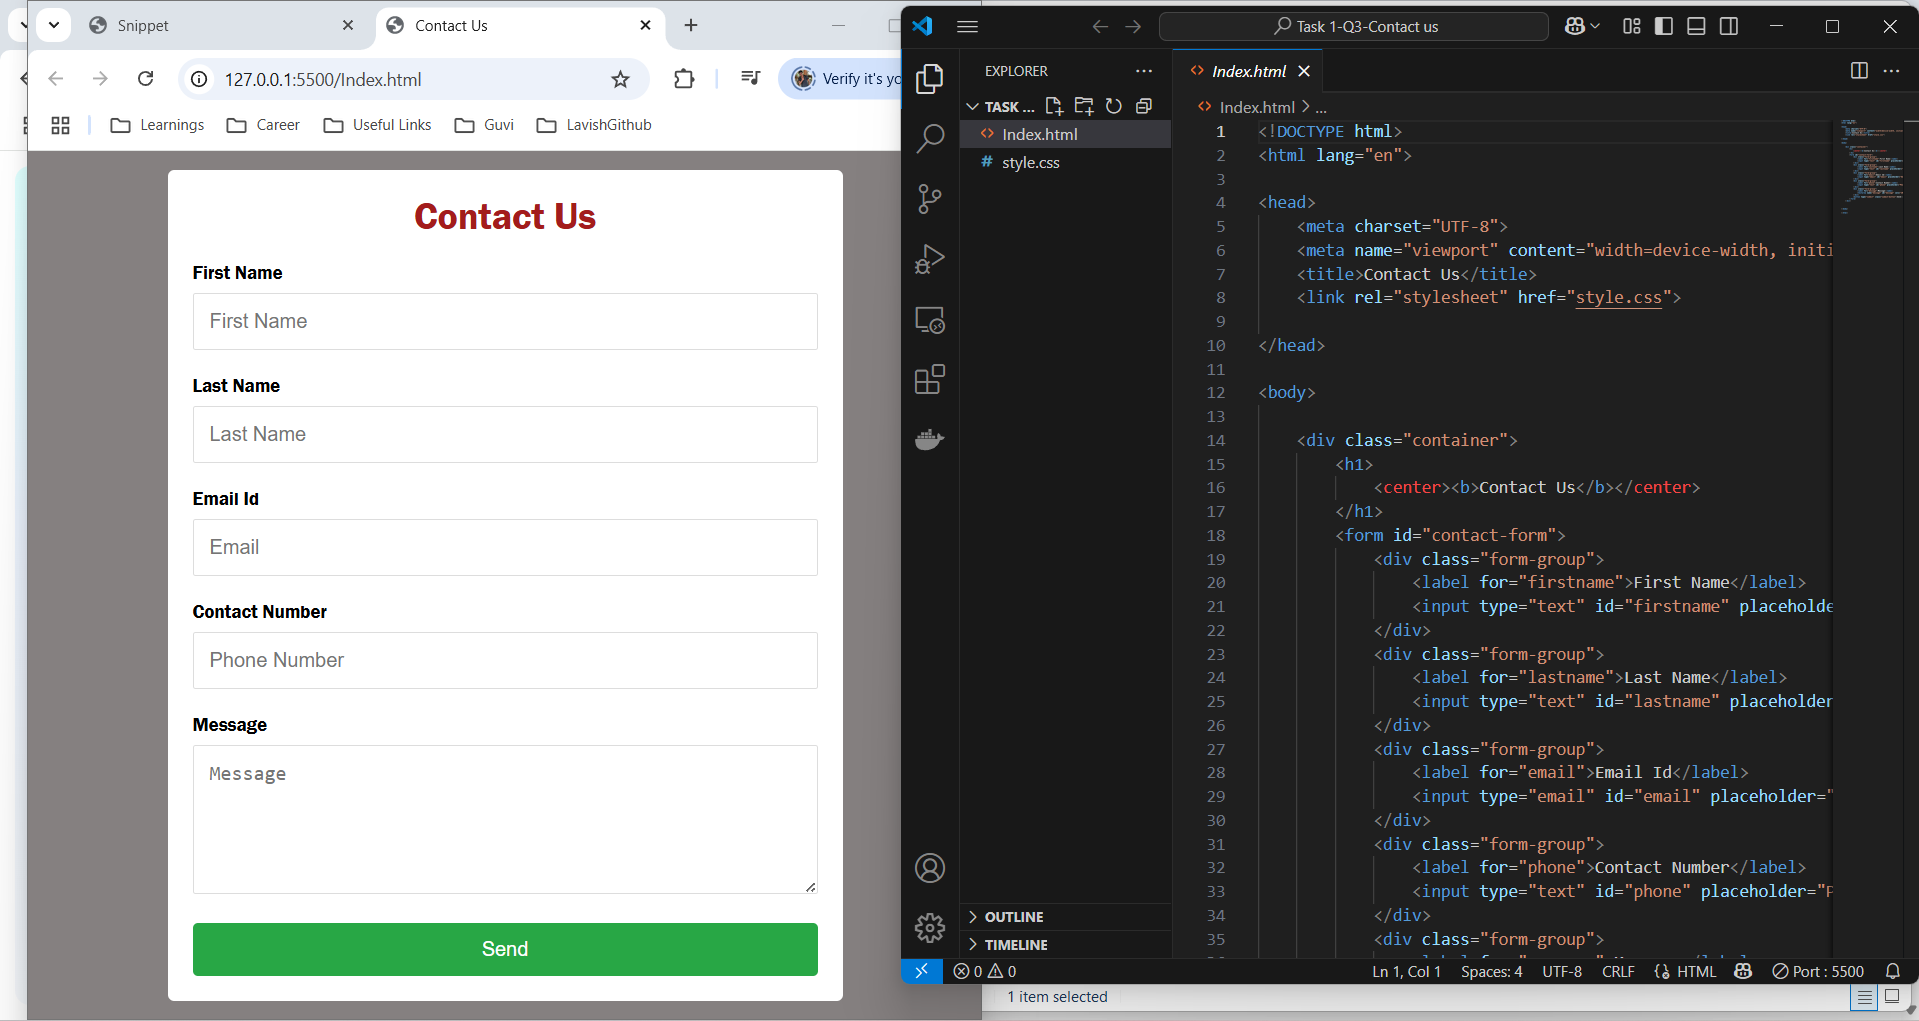 Snippet
Contact Us
127.0.0.1:5500/Index.html
Verify it's yo
Learnings
Career
Useful Links
Guvi
LavishGithub
Contact Us
First Name
First Name
Last Name
Last Name
Email Id
Email
Contact Number
Phone Number
Message
Message
Send
Task 1-Q3-Contact us
EXPLORER
TASK ...
Index.html
style.css
OUTLINE
TIMELINE
Index.html
Index.html > ...
1 <!DOCTYPE html>
2 <html lang="en">
3
4 <head>
5 <meta charset="UTF-8">
6 <meta name="viewport" content="width=device-width, initi
7 <title>Contact Us</title>
8 <link rel="stylesheet" href="style.css">
9
10 </head>
11
12 <body>
13
14 <div class="container">
15 <h1>
16 <center><b>Contact Us</b></center>
17 </h1>
18 <form id="contact-form">
19 <div class="form-group">
20 <label for="firstname">First Name</label>
21 <input type="text" id="firstname" placeholde
22 </div>
23 <div class="form-group">
24 <label for="lastname">Last Name</label>
25 <input type="text" id="lastname" placeholder
26 </div>
27 <div class="form-group">
28 <label for="email">Email Id</label>
29 <input type="email" id="email" placeholder="
30 </div>
31 <div class="form-group">
32 <label for="phone">Contact Number</label>
33 <input type="text" id="phone" placeholder="P
34 </div>
35 <div class="form-group">
0 0
Ln 1, Col 1 Spaces: 4 UTF-8 CRLF {} HTML Port : 5500
1 item selected